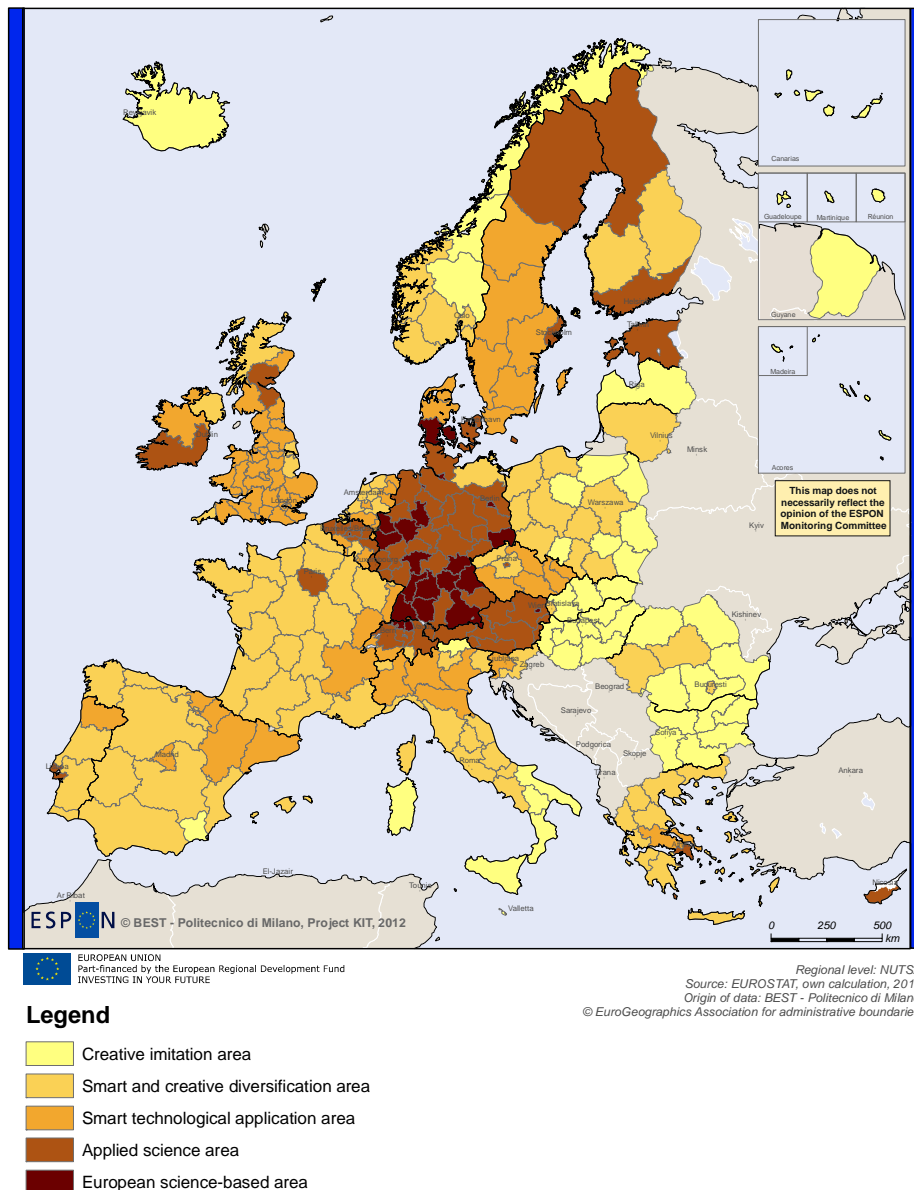 Reykjavik
Canarias
Guadeloupe
Martinique
Réunion
Guyane
Madeira
Acores
This map does not
necessarily reflect the
opinion of the ESPON
Monitoring Committee
Oslo
Stockholm
Riga
Vilnius
Minsk
Dublin
London
Amsterdam
Berlin
Warszawa
Kyiv
Praha
Bratislava
Budapest
Kishinev
Ljubljana
Zagreb
Beograd
Bucuresti
Sarajevo
Podgorica
Sofiya
Skopje
Tirana
Roma
Madrid
Ankara
El-Jazair
Ar Ribat
Valletta
ESPON © BEST - Politecnico di Milano, Project KIT, 2012
0 250 500
km
EUROPEAN UNION
Part-financed by the European Regional Development Fund
INVESTING IN YOUR FUTURE
Regional level: NUTS
Source: EUROSTAT, own calculation, 201
Origin of data: BEST - Politecnico di Milan
© EuroGeographics Association for administrative boundarie
Legend
Creative imitation area
Smart and creative diversification area
Smart technological application area
Applied science area
European science-based area